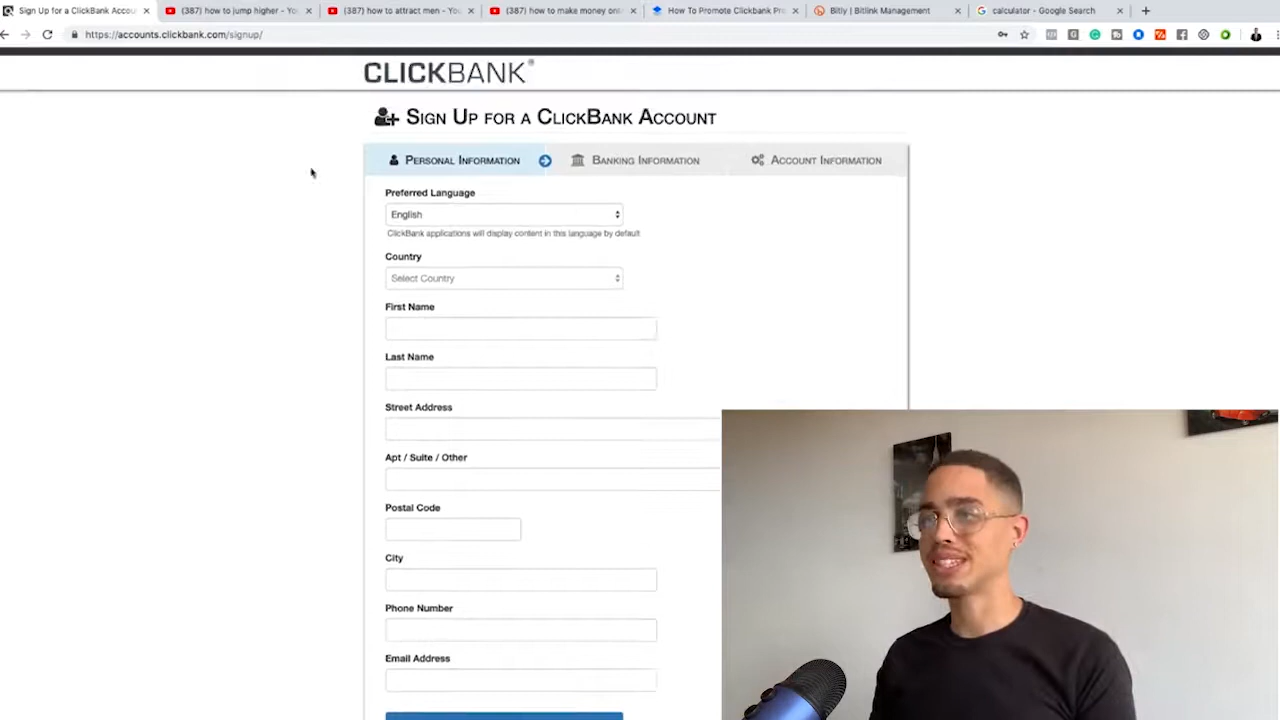 Sign Up for a ClickBank Accou
(387) how to jump higher - Yo
(387) how to attract men - You
(387) how to make money onl
How To Promote Clickbank Pr
Bitly | Bitlink Management
calculator - Google Search
https://accounts.clickbank.com/signup/
CLICKBANK®
Sign Up for a ClickBank Account
Personal Information
Banking Information
Account Information
Preferred Language
English
ClickBank applications will display content in this language by default
Country
Select Country
First Name
Last Name
Street Address
Apt / Suite / Other
Postal Code
City
Phone Number
Email Address